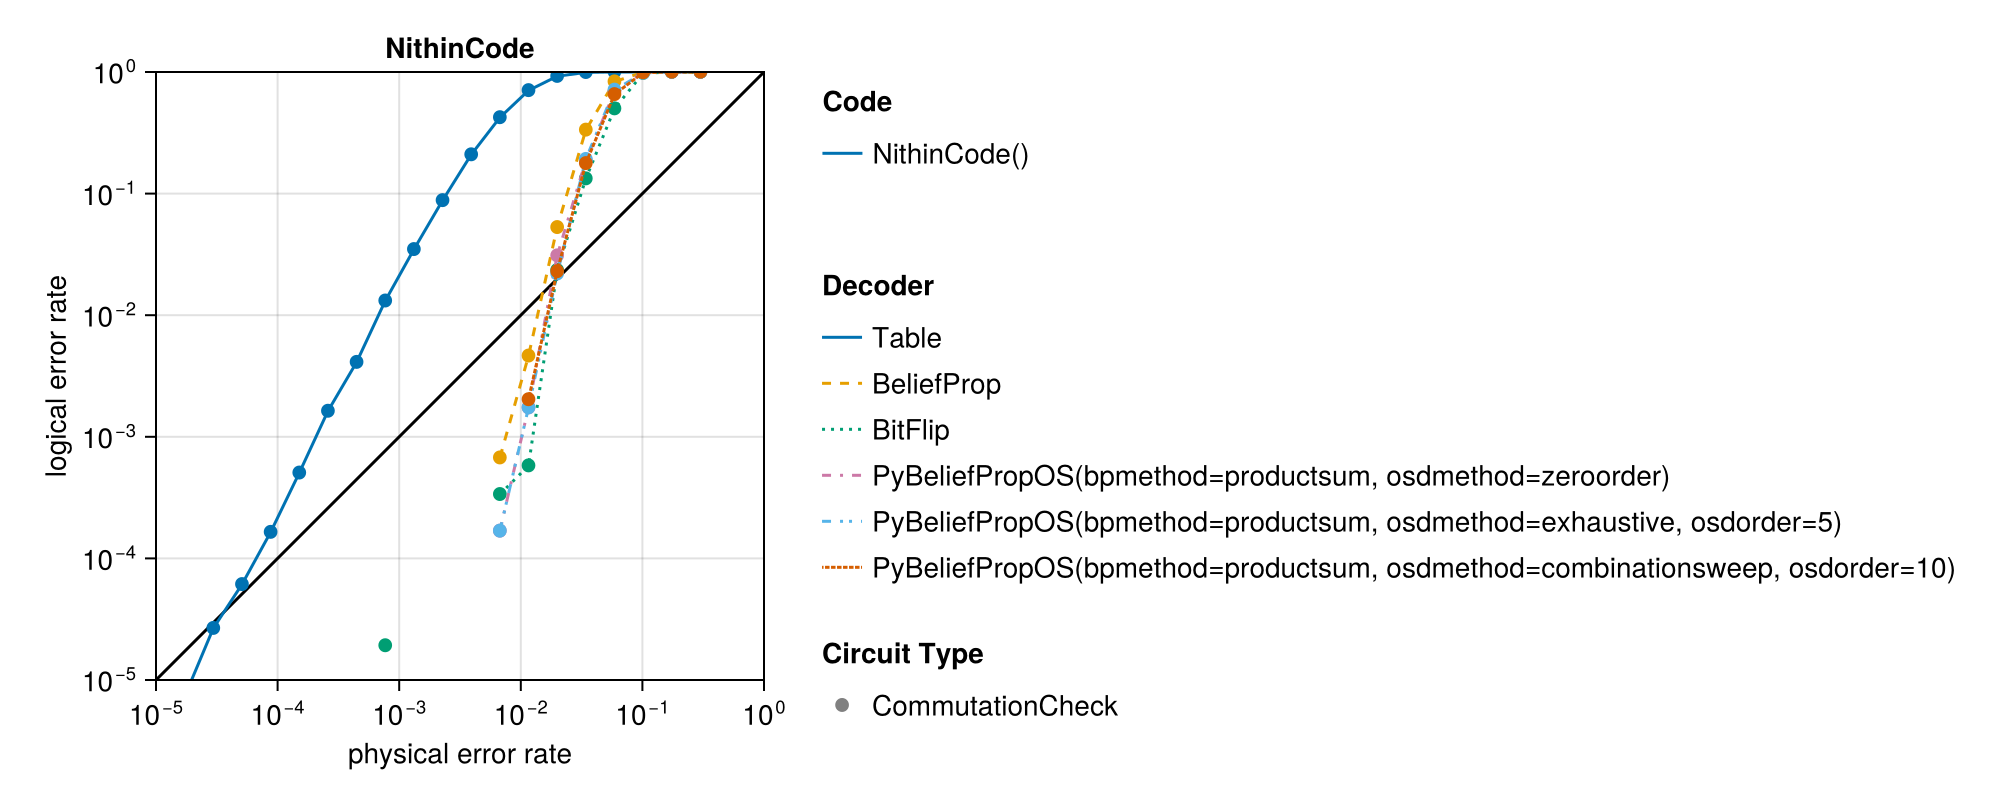 NithinCode
10⁰
10⁻¹
10⁻²
10⁻³
10⁻⁴
10⁻⁵
logical error rate
10⁻⁵ 10⁻⁴ 10⁻³ 10⁻² 10⁻¹ 10⁰
physical error rate
Code
NithinCode()
Decoder
Table
BeliefProp
BitFlip
PyBeliefPropOS(bpmethod=productsum, osdmethod=zeroorder)
PyBeliefPropOS(bpmethod=productsum, osdmethod=exhaustive, osdorder=5)
PyBeliefPropOS(bpmethod=productsum, osdmethod=combinationsweep, osdorder=10)
Circuit Type
CommutationCheck